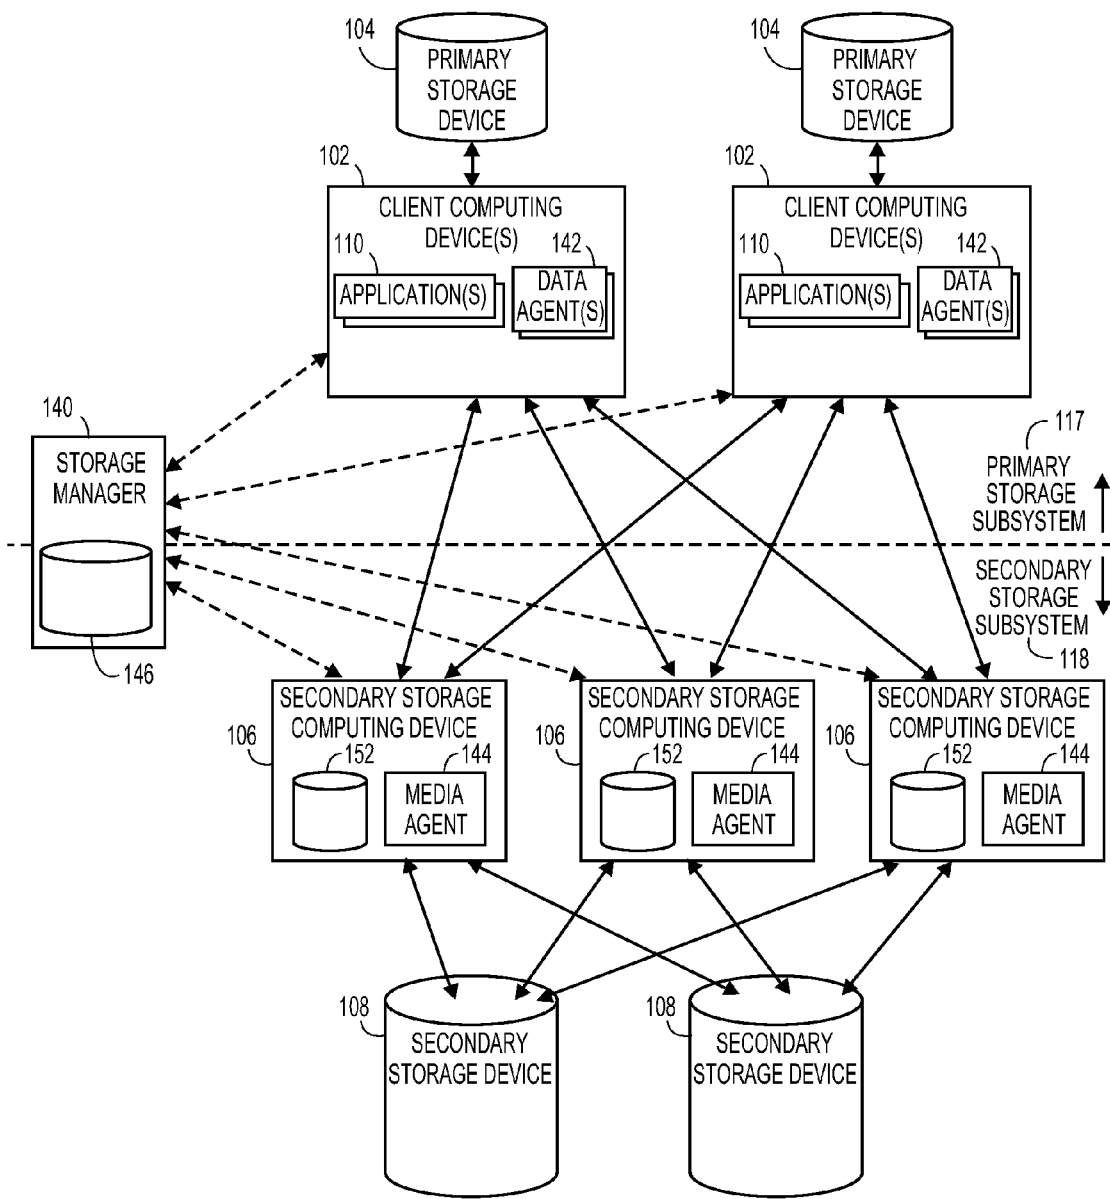 104
PRIMARY
STORAGE
DEVICE
104
PRIMARY
STORAGE
DEVICE
102
CLIENT COMPUTING
DEVICE(S)
110
APPLICATION(S)
142
DATA
AGENT(S)
102
CLIENT COMPUTING
DEVICE(S)
110
APPLICATION(S)
142
DATA
AGENT(S)
140
STORAGE
MANAGER
146
117
PRIMARY
STORAGE
SUBSYSTEM
SECONDARY
STORAGE
SUBSYSTEM
118
SECONDARY STORAGE
COMPUTING DEVICE
106
152
144
MEDIA
AGENT
SECONDARY STORAGE
COMPUTING DEVICE
106
152
144
MEDIA
AGENT
SECONDARY STORAGE
COMPUTING DEVICE
106
152
144
MEDIA
AGENT
108
SECONDARY
STORAGE DEVICE
108
SECONDARY
STORAGE DEVICE